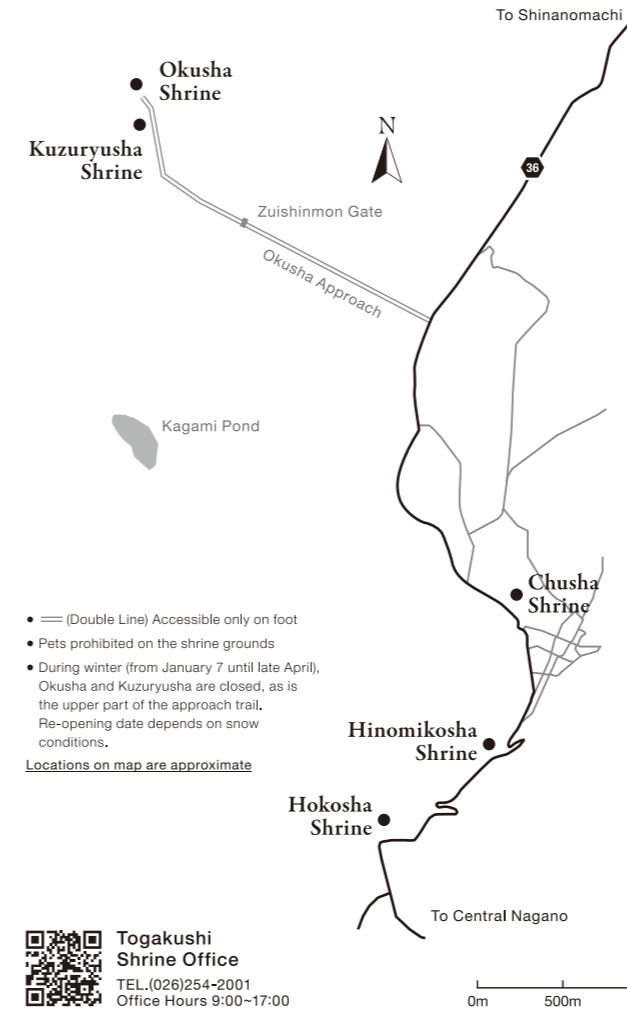 To Shinanomachi
Okusha
Shrine
Kuzuryusha
Shrine
N
36
Zuishinmon Gate
Okusha Approach
Kagami Pond
Chusha
Shrine
• (Double Line) Accessible only on foot
• Pets prohibited on the shrine grounds
• During winter (from January 7 until late April),
Okusha and Kuzuryusha are closed, as is
the upper part of the approach trail.
Re-opening date depends on snow
conditions.
Locations on map are approximate
Hinomikosha
Shrine
Hokosha
Shrine
To Central Nagano
Togakushi
Shrine Office
TEL.(026)254-2001
Office Hours 9:00~17:00
0m 500m